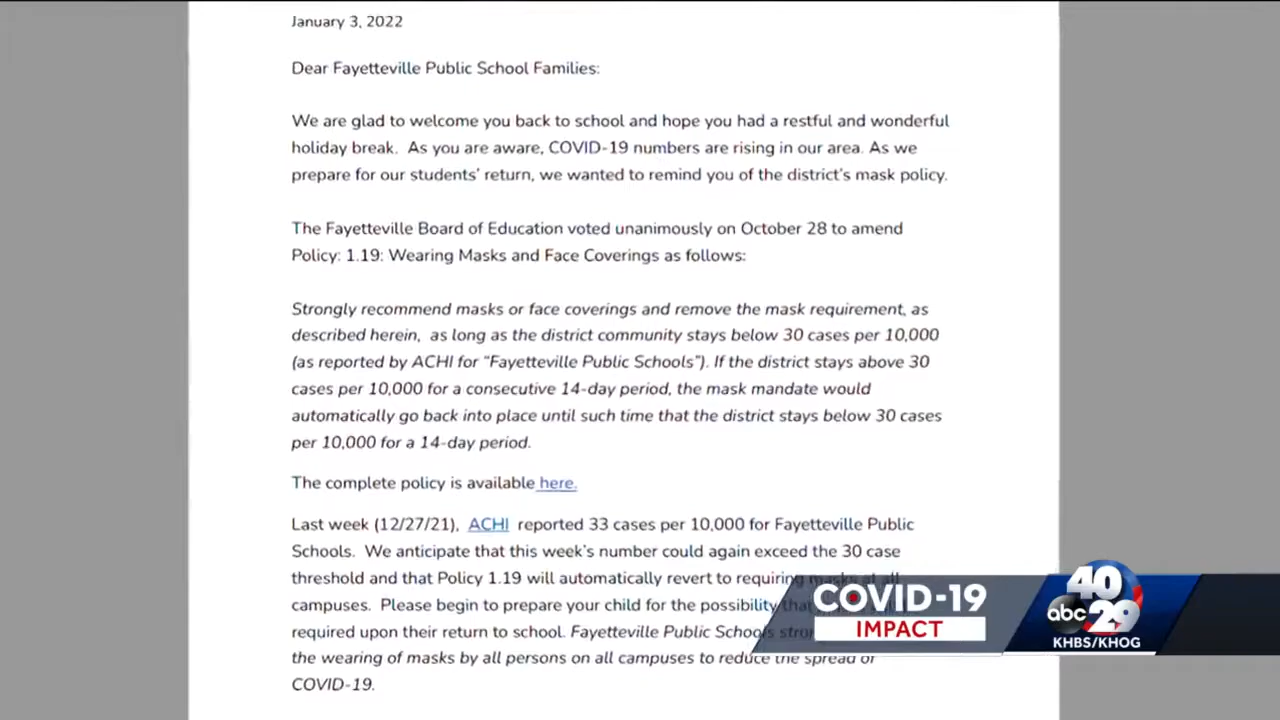 January 3, 2022
Dear Fayetteville Public School Families:
We are glad to welcome you back to school and hope you had a restful and wonderful
holiday break. As you are aware, COVID-19 numbers are rising in our area. As we
prepare for our students' return, we wanted to remind you of the district's mask policy.
The Fayetteville Board of Education voted unanimously on October 28 to amend
Policy: 1.19: Wearing Masks and Face Coverings as follows:
Strongly recommend masks or face coverings and remove the mask requirement, as
described herein, as long as the district community stays below 30 cases per 10,000
(as reported by ACHI for "Fayetteville Public Schools"). If the district stays above 30
cases per 10,000 for a consecutive 14-day period, the mask mandate would
automatically go back into place until such time that the district stays below 30 cases
per 10,000 for a 14-day period.
The complete policy is available here.
Last week (12/27/21), ACHI reported 33 cases per 10,000 for Fayetteville Public
Schools. We anticipate that this week's number could again exceed the 30 case
threshold and that Policy 1.19 will automatically revert to requiring masks at all
campuses. Please begin to prepare your child for the possibility that
required upon their return to school. Fayetteville Public Schools
the wearing of masks by all persons on all campuses to reduce the spread of
COVID-19.
COVID-19
IMPACT
40
abc 29
KHBS/KHOG